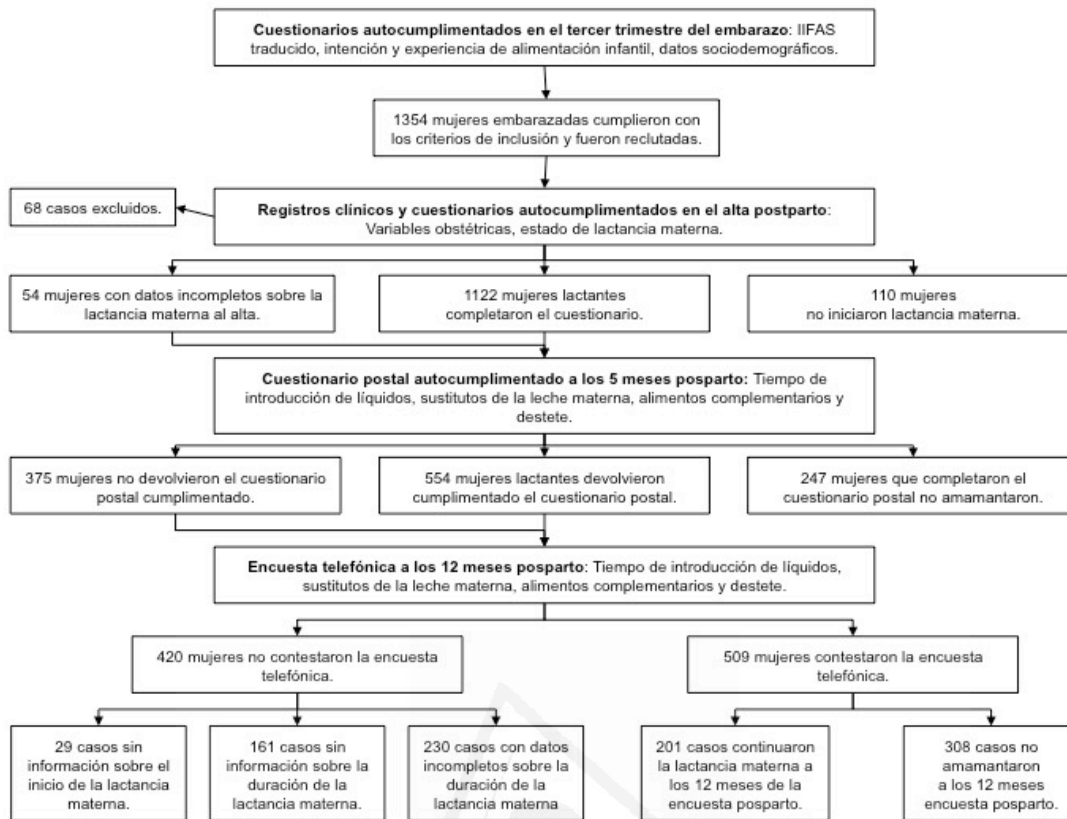 Cuestionarios autocumplimentados en el tercer trimestre del embarazo: IIFAS
traducido, intención y experiencia de alimentación infantil, datos sociodemográficos.
1354 mujeres embarazadas cumplieron con
los criterios de inclusión y fueron reclutadas.
68 casos excluidos.
Registros clínicos y cuestionarios autocumplimentados en el alta postparto:
Variables obstétricas, estado de lactancia materna.
54 mujeres con datos incompletos sobre la
lactancia materna al alta.
1122 mujeres lactantes
completaron el cuestionario.
110 mujeres
no iniciaron lactancia materna.
Cuestionario postal autocumplimentado a los 5 meses posparto: Tiempo de
introducción de líquidos, sustitutos de la leche materna, alimentos complementarios y
destete.
375 mujeres no devolvieron el cuestionario
postal cumplimentado.
554 mujeres lactantes devolvieron
cumplimentado el cuestionario postal.
247 mujeres que completaron el
cuestionario postal no amamantaron.
Encuesta telefónica a los 12 meses posparto: Tiempo de introducción de líquidos,
sustitutos de la leche materna, alimentos complementarios y destete.
420 mujeres no contestaron la encuesta
telefónica.
509 mujeres contestaron la encuesta
telefónica.
29 casos sin
información sobre el
inicio de la lactancia
materna.
161 casos sin
información sobre la
duración de la
lactancia materna.
230 casos con datos
incompletos sobre la
duración de la
lactancia materna
201 casos continuaron
la lactancia materna a
los 12 meses de la
encuesta posparto.
308 casos no
amamantaron
a los 12 meses
encuesta posparto.